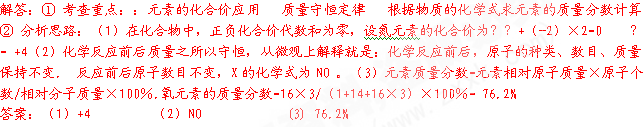 解答：① 考查重点：：元素的化合价应用 质量守恒定律 根据物质的化学式求元素的质量分数计算
② 分析思路：（1）在化合物中，正负化合价代数和为零，设氮元素的化合价为？？+(-2) ×2-0 ？
- +4（2）化学反应前后质量之所以守恒，从微观上解释就是：化学反应前后，原子的种类、数目、质量
保持不变. 反应前后原子数目不变，X的化学式为NO 。（3）元素质量分数-元素相对原子质量×原子个
数/相对分子质量×100%.氧元素的质量分数-16×3/（1+14+16×3）×100%- 76.2%
答案：（1）+4 （2）NO （3）76.2%